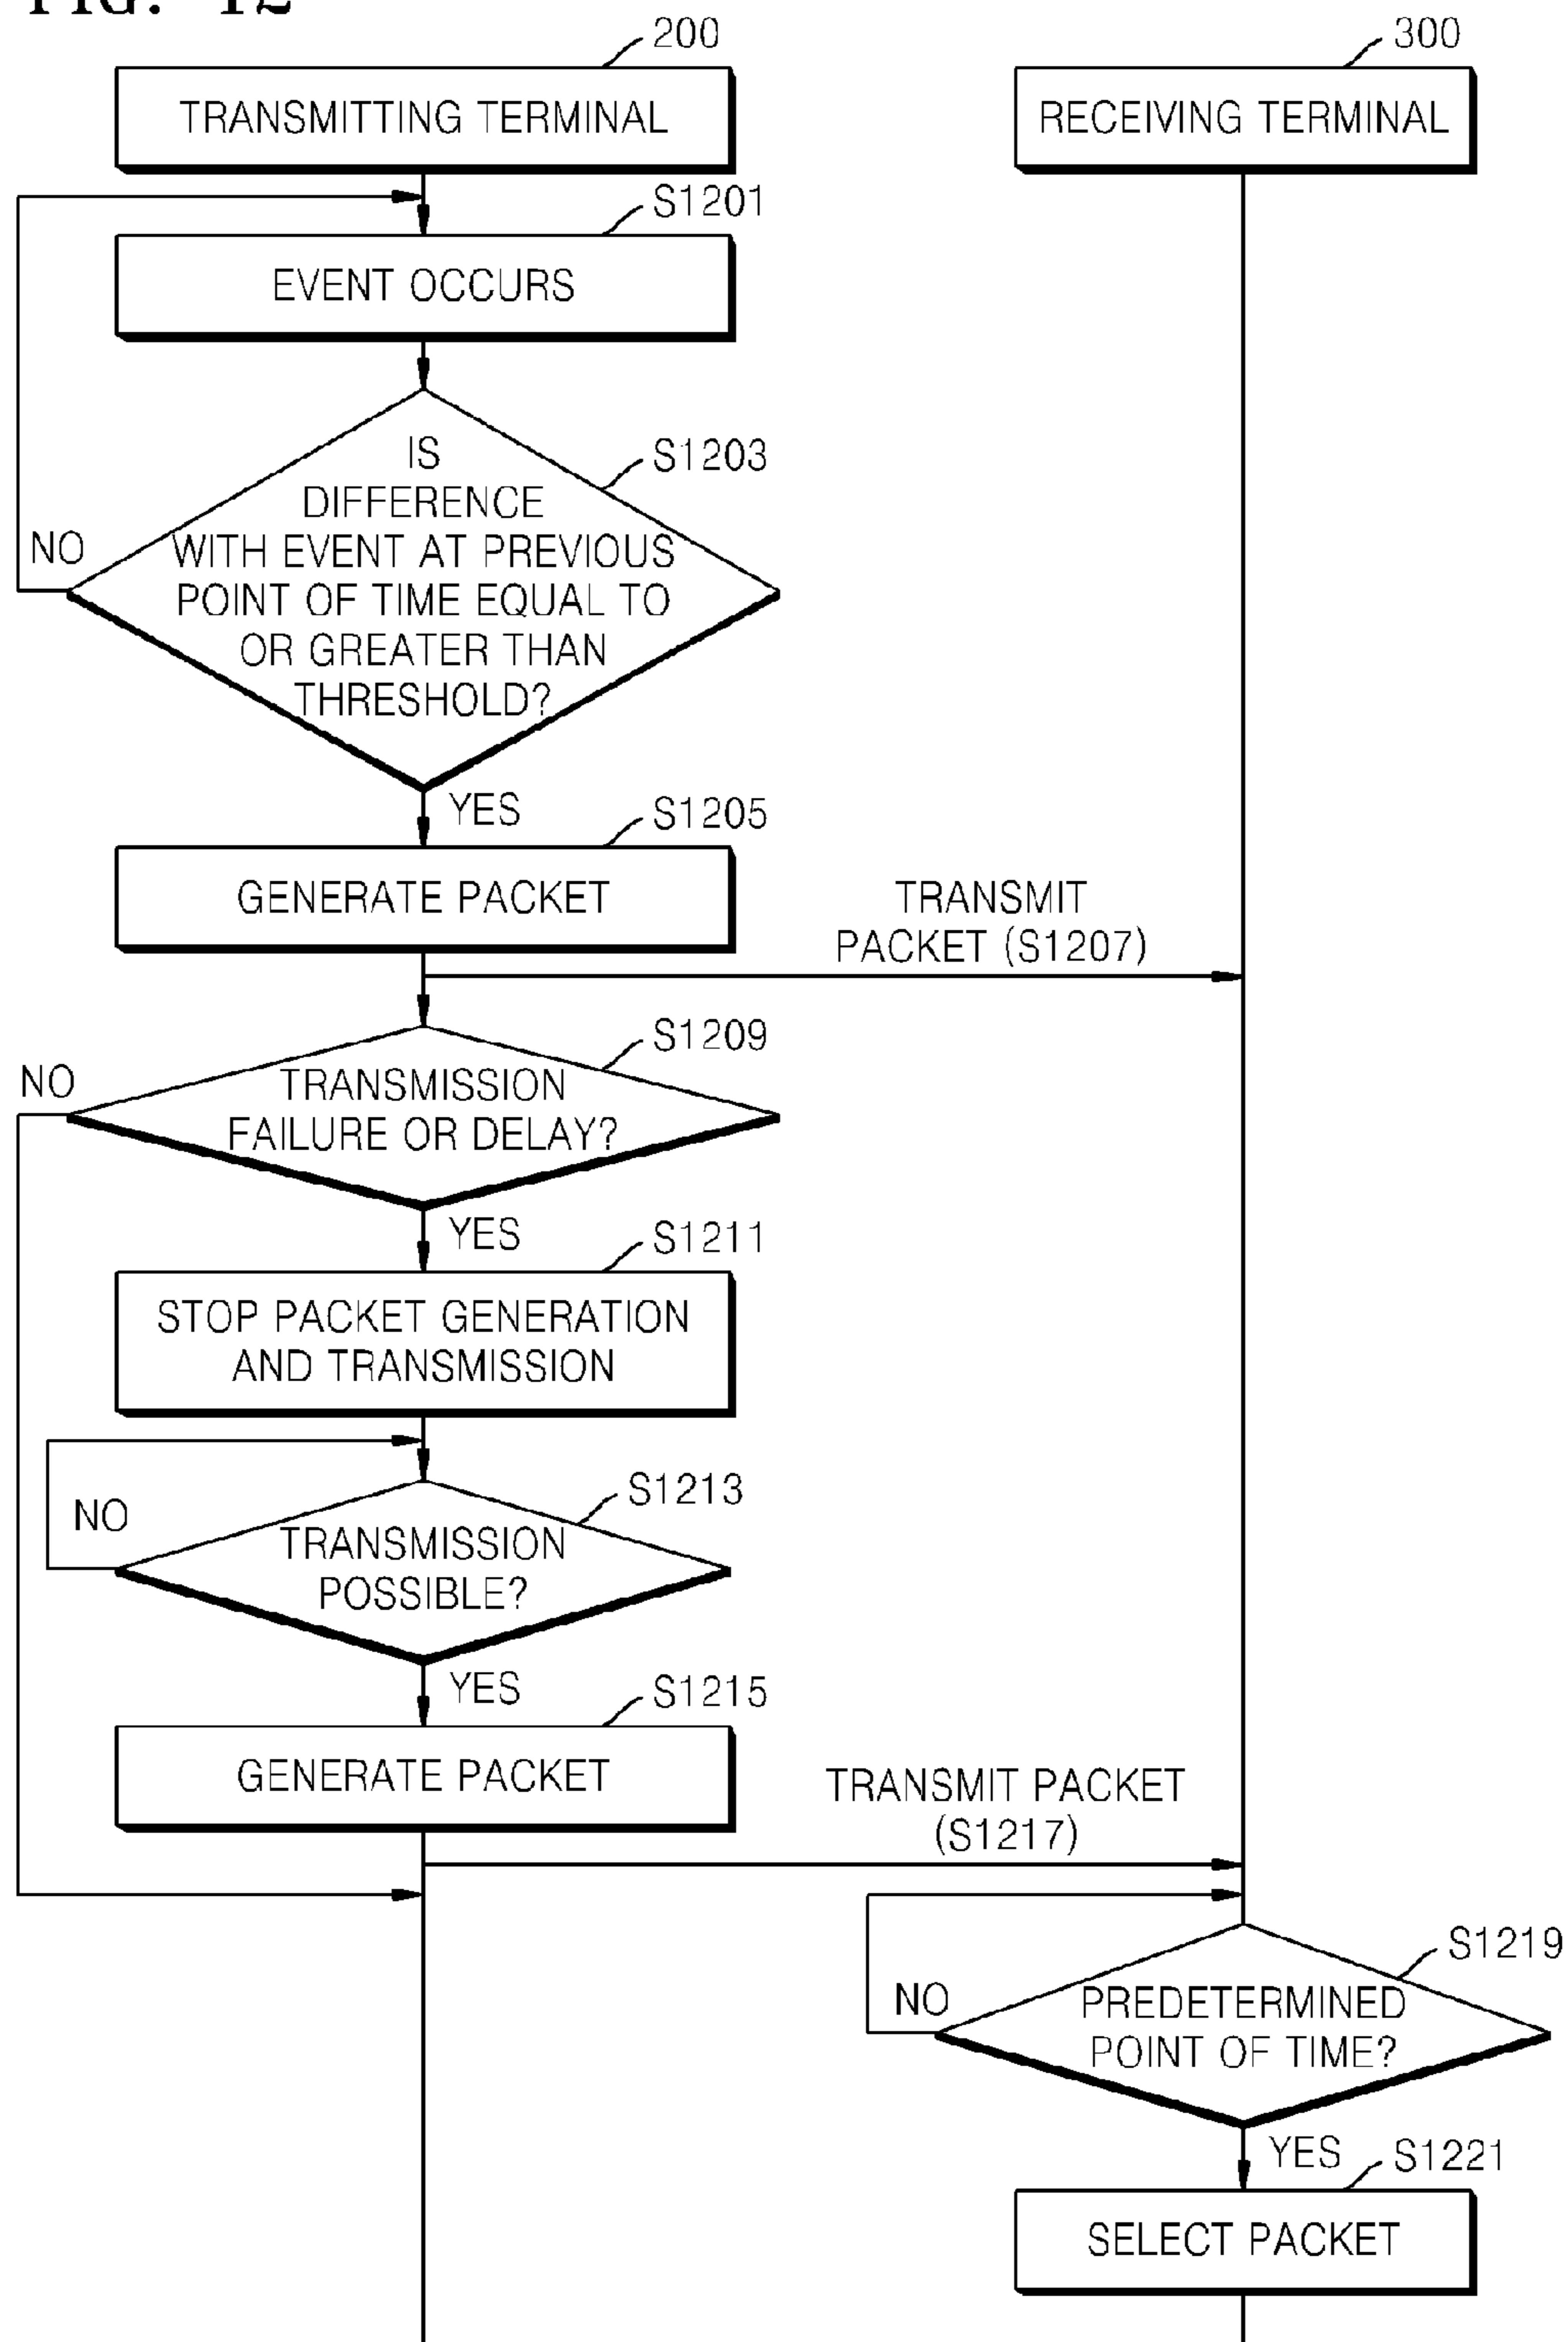 FIG. 12
200
TRANSMITTING TERMINAL
300
RECEIVING TERMINAL
S1201
EVENT OCCURS
S1203
IS
DIFFERENCE
WITH EVENT AT PREVIOUS
POINT OF TIME EQUAL TO
OR GREATER THAN
THRESHOLD?
NO
YES
S1205
GENERATE PACKET
TRANSMIT
PACKET (S1207)
S1209
TRANSMISSION
FAILURE OR DELAY?
NO
YES
S1211
STOP PACKET GENERATION
AND TRANSMISSION
S1213
TRANSMISSION
POSSIBLE?
NO
YES
S1215
GENERATE PACKET
TRANSMIT PACKET
(S1217)
S1219
PREDETERMINED
POINT OF TIME?
NO
YES
S1221
SELECT PACKET